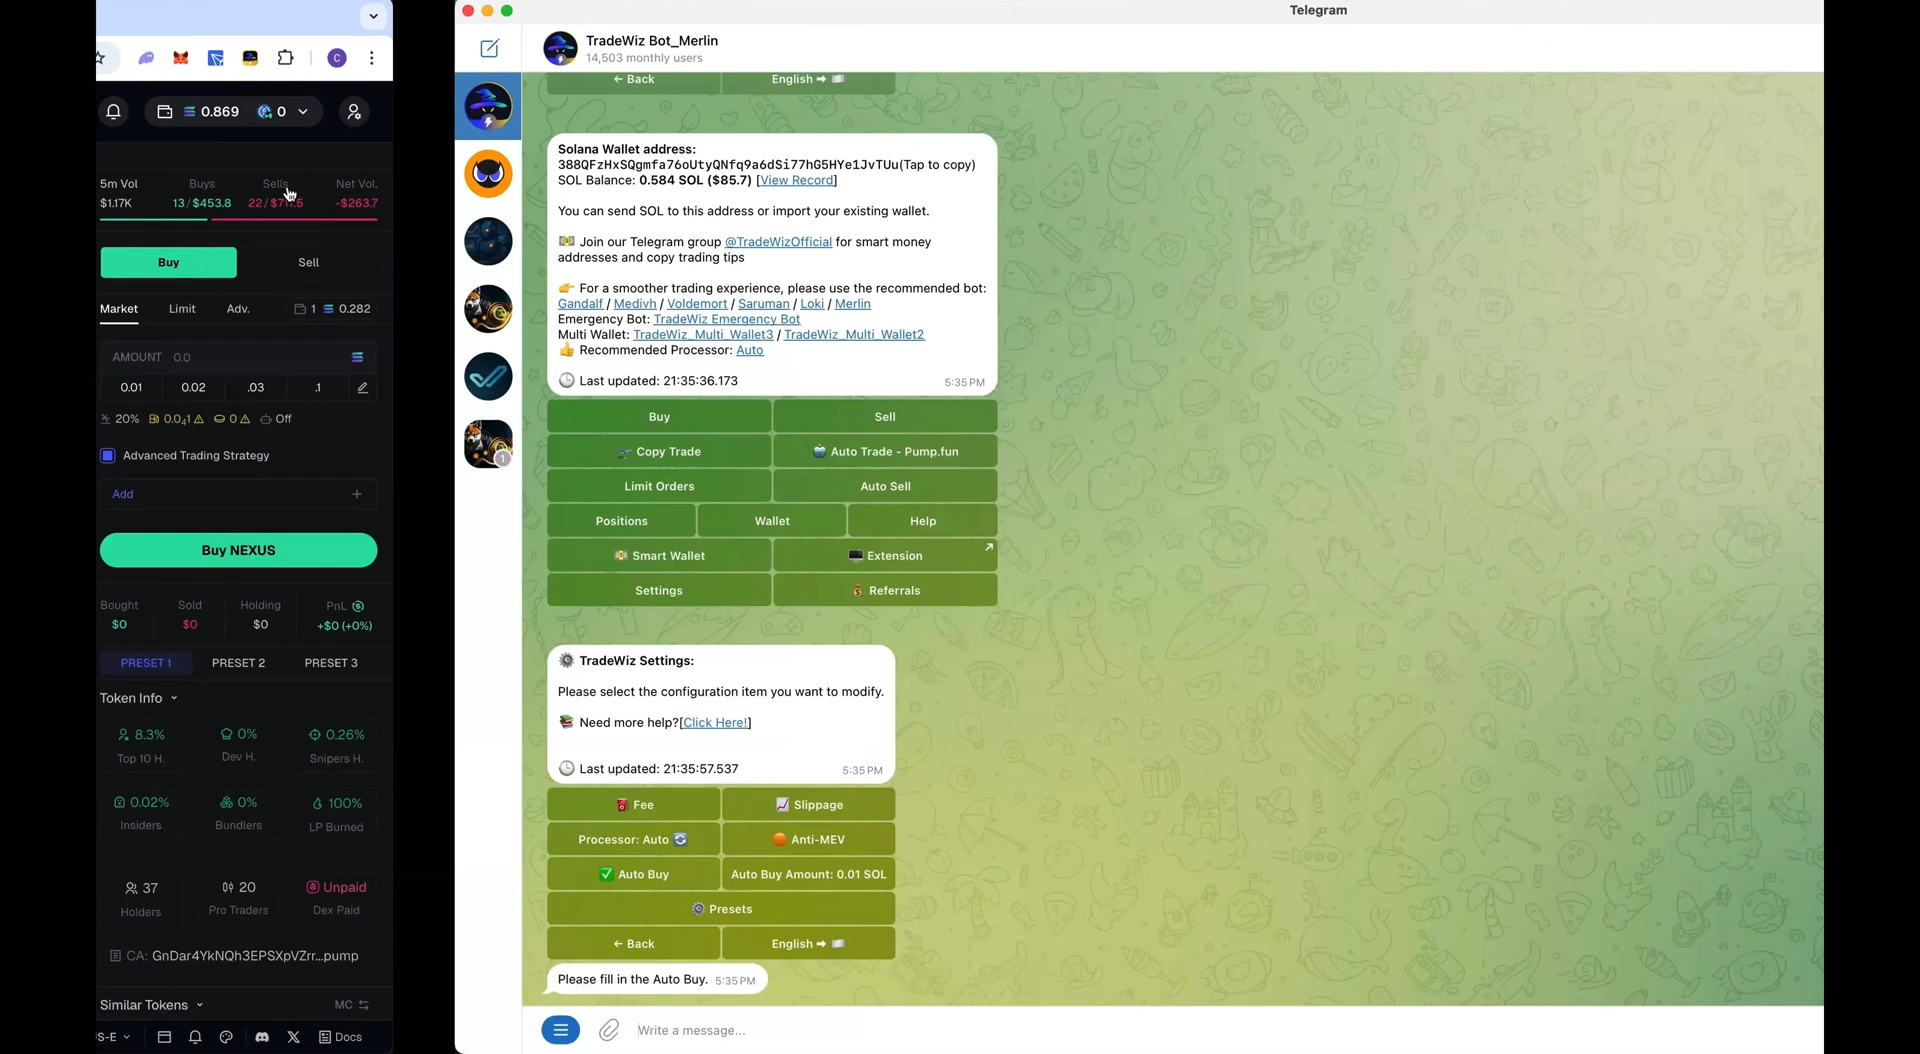 C
0.869 0
5m Vol Buys Sells Net Vol.
$1.17K 13 / $453.8 22 / -$263.7
Buy Sell
Market Limit Adv. 1 0.282
AMOUNT 0.0
0.01 0.02 .03 .1
20% 0.0₄1 0 Off
Advanced Trading Strategy
Add +
Buy NEXUS
Bought Sold Holding PnL
$0 $0 $0 +$0 (+0%)
PRESET 1 PRESET 2 PRESET 3
Token Info
8.3% 0% 0.26%
Top 10 H. Dev H. Snipers H.
0.02% 0% 100%
Insiders Bundlers LP Burned
37 20 Unpaid
Holders Pro Traders Dex Paid
CA: GnDar4YkNQh3EPSXpVZrr...pump
Similar Tokens MC
S-E Docs
Telegram
TradeWiz Bot_Merlin
14,503 monthly users
1
← Back English ➡
Solana Wallet address:
388QFzHxSQgmfa76oUtyQNfq9a6dSi77hG5HYe1JvTUu(Tap to copy)
SOL Balance: 0.584 SOL ($85.7) [View Record]
You can send SOL to this address or import your existing wallet.
Join our Telegram group @TradeWizOfficial for smart money
addresses and copy trading tips
👉 For a smoother trading experience, please use the recommended bot:
Gandalf / Medivh / Voldemort / Saruman / Loki / Merlin
Emergency Bot: TradeWiz Emergency Bot
Multi Wallet: TradeWiz_Multi_Wallet3 / TradeWiz_Multi_Wallet2
👍 Recommended Processor: Auto
🕒 Last updated: 21:35:36.173 5:35 PM
Buy Sell
Copy Trade Auto Trade - Pump.fun
Limit Orders Auto Sell
Positions Wallet Help
Smart Wallet Extension
Settings Referrals
⚙️ TradeWiz Settings:
Please select the configuration item you want to modify.
📚 Need more help?[Click Here!]
🕒 Last updated: 21:35:57.537 5:35 PM
Fee Slippage
Processor: Auto Anti-MEV
✅ Auto Buy Auto Buy Amount: 0.01 SOL
⚙️ Presets
← Back English ➡
Please fill in the Auto Buy. 5:35 PM
Write a message...